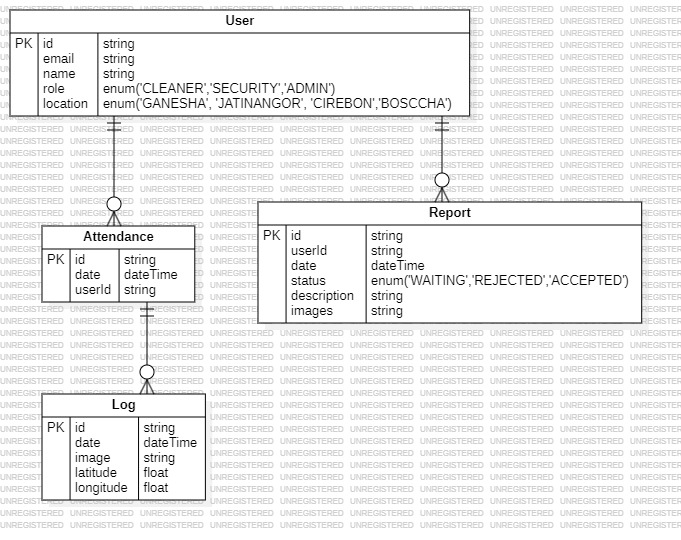 User
PK id string
email string
name string
role enum('CLEANER','SECURITY','ADMIN')
location enum('GANESHA', 'JATINANGOR', 'CIREBON','BOSCCHA')
Attendance
PK id string
date dateTime
userId string
Report
PK id string
userId string
date dateTime
status enum('WAITING','REJECTED','ACCEPTED')
description string
images string
Log
PK id string
date dateTime
image string
latitude float
longitude float
UNREGISTERED